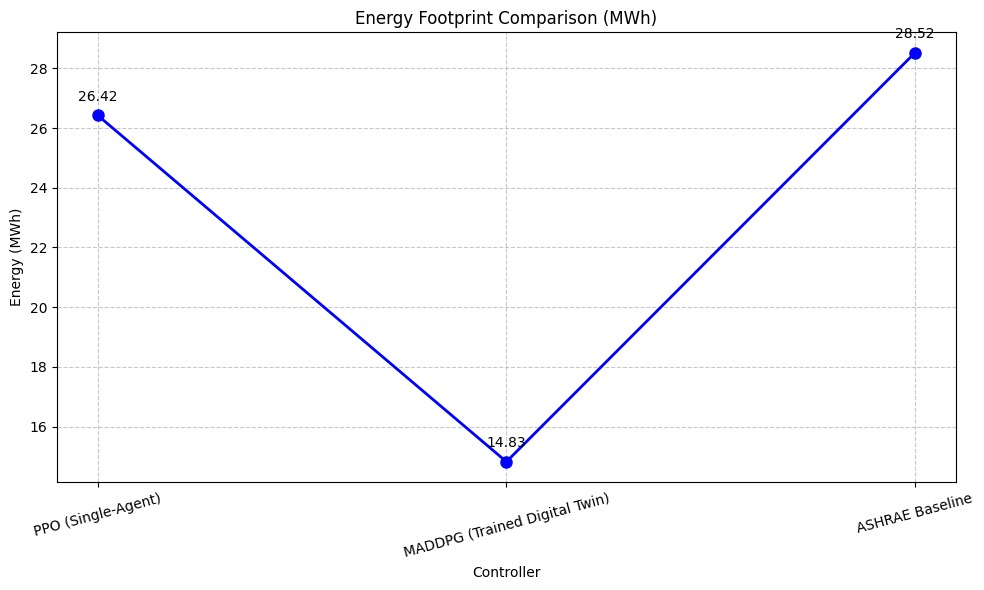 Energy Footprint Comparison (MWh)
28.52
28
26.42
26
24
22
20
18
16
14.83
Energy (MWh)
PPO (Single-Agent)
MADDPG (Trained Digital Twin)
ASHRAE Baseline
Controller